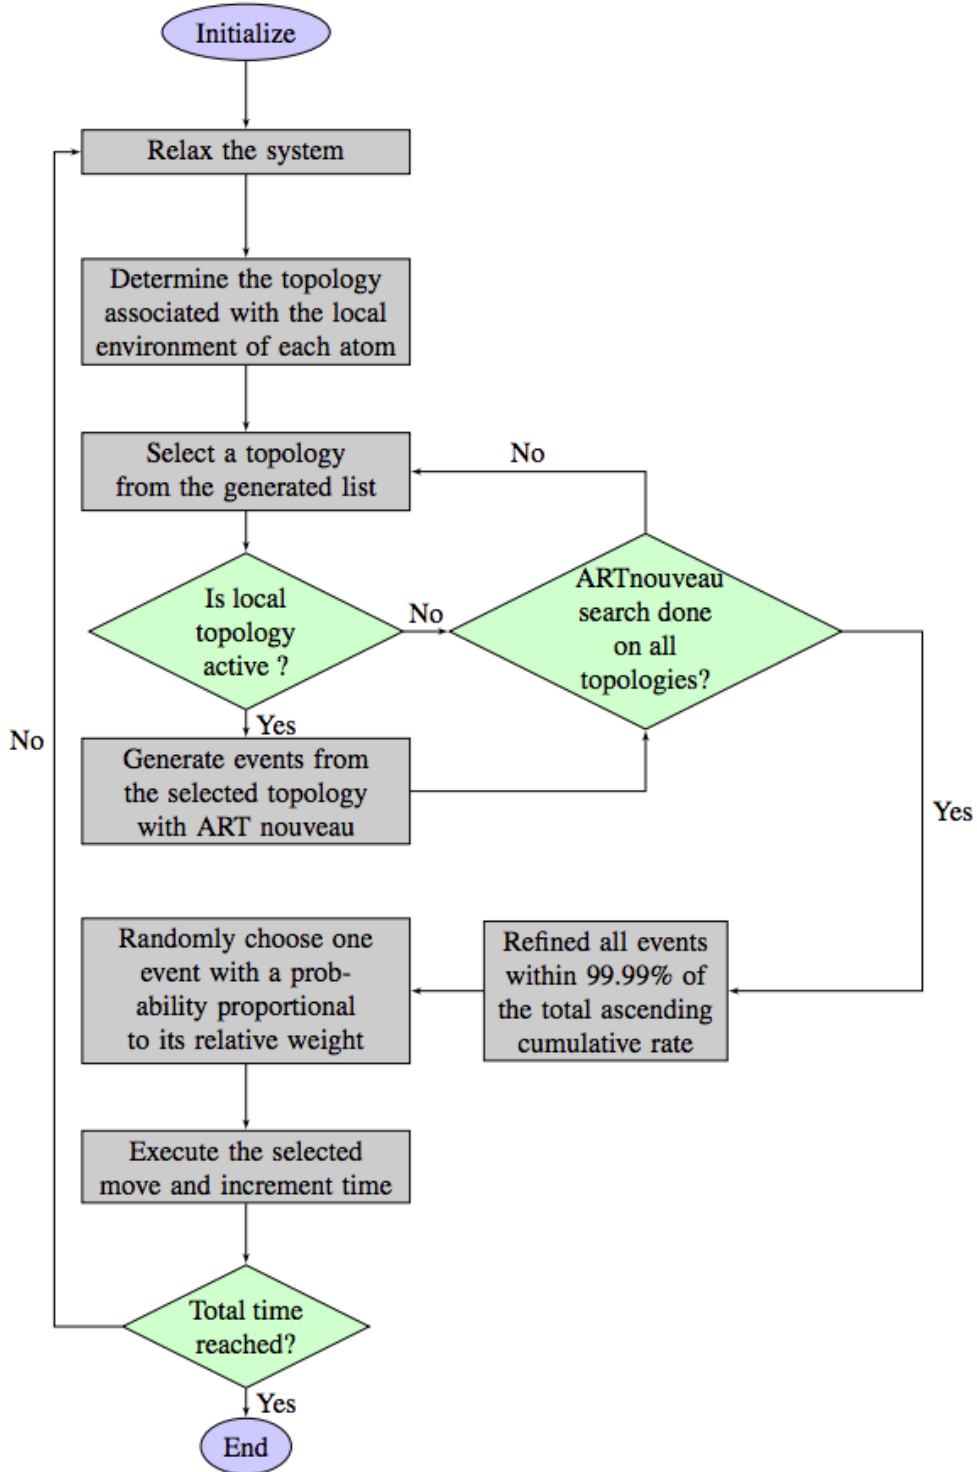 Initialize
Relax the system
Determine the topology
associated with the local
environment of each atom
Select a topology
from the generated list
No
Is local
topology
active ?
No
ARTnouveau
search done
on all
topologies?
Yes
Generate events from
the selected topology
with ART nouveau
No
Yes
Randomly choose one
event with a prob-
ability proportional
to its relative weight
Refined all events
within 99.99% of
the total ascending
cumulative rate
Execute the selected
move and increment time
Total time
reached?
Yes
End